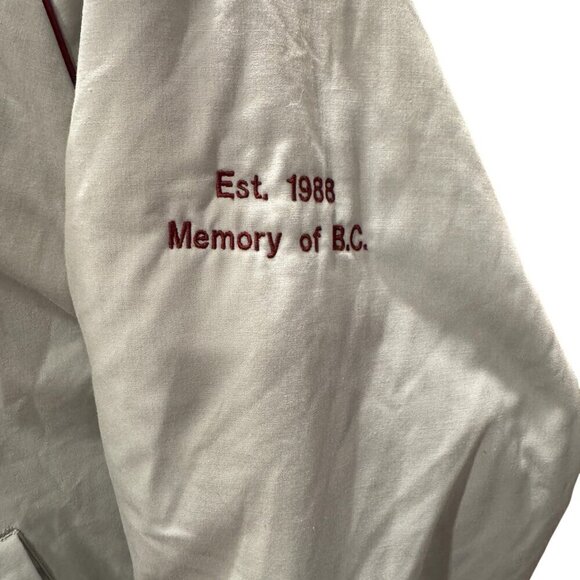 Est. 1988
Memory of B.C.